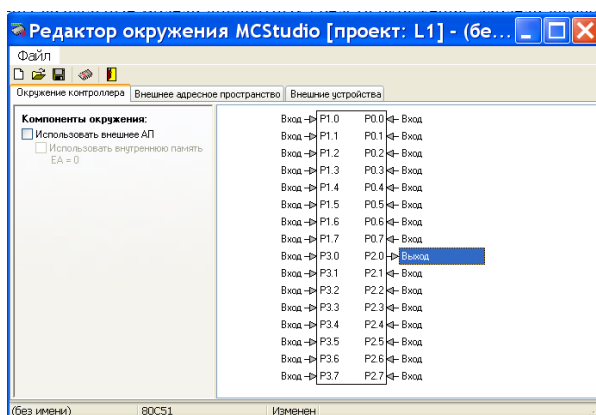 Редактор окружения MCStudio [проект: L1] - (бе...
Файл
Окружение контроллера Внешнее адресное пространство Внешние устройства
Компоненты окружения:
Использовать внешнее АП
Использовать внутреннюю память
EA = 0
Вход P1.0 P0.0 Вход
Вход P1.1 P0.1 Вход
Вход P1.2 P0.2 Вход
Вход P1.3 P0.3 Вход
Вход P1.4 P0.4 Вход
Вход P1.5 P0.5 Вход
Вход P1.6 P0.6 Вход
Вход P1.7 P0.7 Вход
Вход P3.0 P2.0 Выход
Вход P3.1 P2.1 Вход
Вход P3.2 P2.2 Вход
Вход P3.3 P2.3 Вход
Вход P3.4 P2.4 Вход
Вход P3.5 P2.5 Вход
Вход P3.6 P2.6 Вход
Вход P3.7 P2.7 Вход
(без имени) 80C51 Изменен